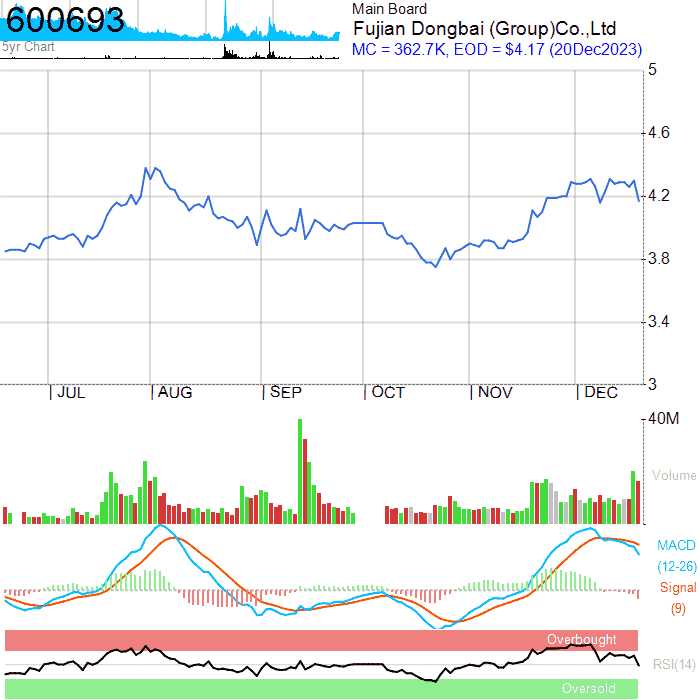 600693
5yr Chart
Main Board
Fujian Dongbai (Group)Co.,Ltd
MC = 362.7K, EOD = $4.17 (20Dec2023)
5
4.6
4.2
3.8
3.4
3
JUL
AUG
SEP
OCT
NOV
DEC
40M
Volume
MACD
(12-26)
Signal
(9)
Overbought
RSI(14)
Oversold